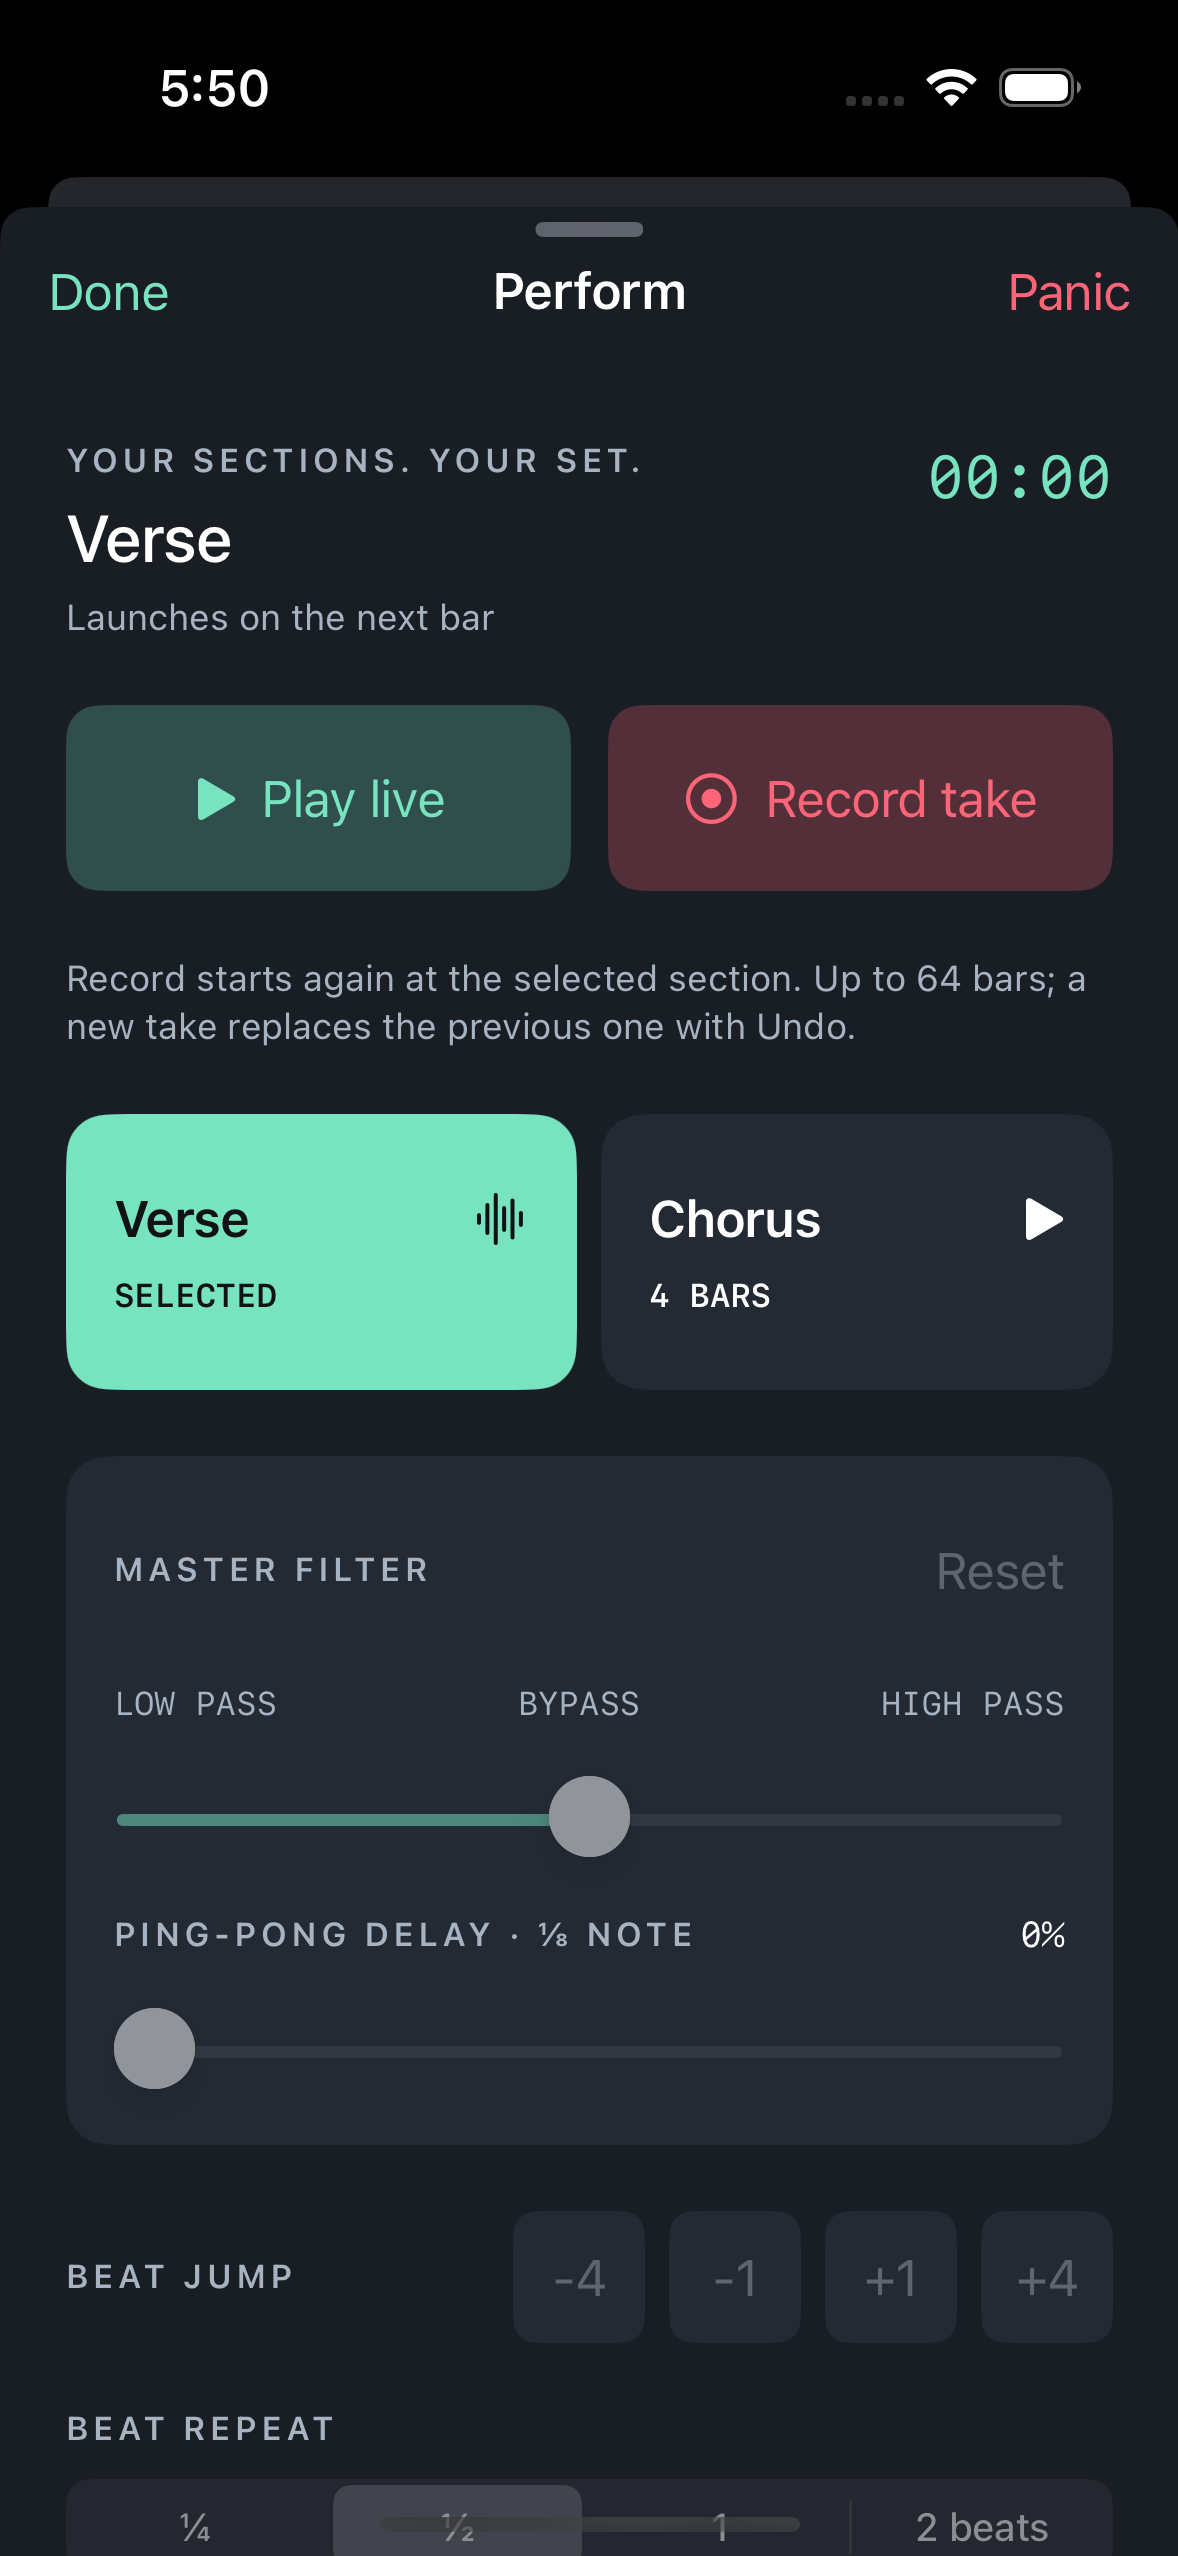 5:50
Done
Perform
Panic
YOUR SECTIONS. YOUR SET.
00:00
Verse
Launches on the next bar
Play live
Record take
Record starts again at the selected section. Up to 64 bars; a
new take replaces the previous one with Undo.
Verse
SELECTED
Chorus
4 BARS
MASTER FILTER
Reset
LOW PASS
BYPASS
HIGH PASS
PING-PONG DELAY · ⅛ NOTE
0%
BEAT JUMP
-4
-1
+1
+4
BEAT REPEAT
¼
½
1
2 beats